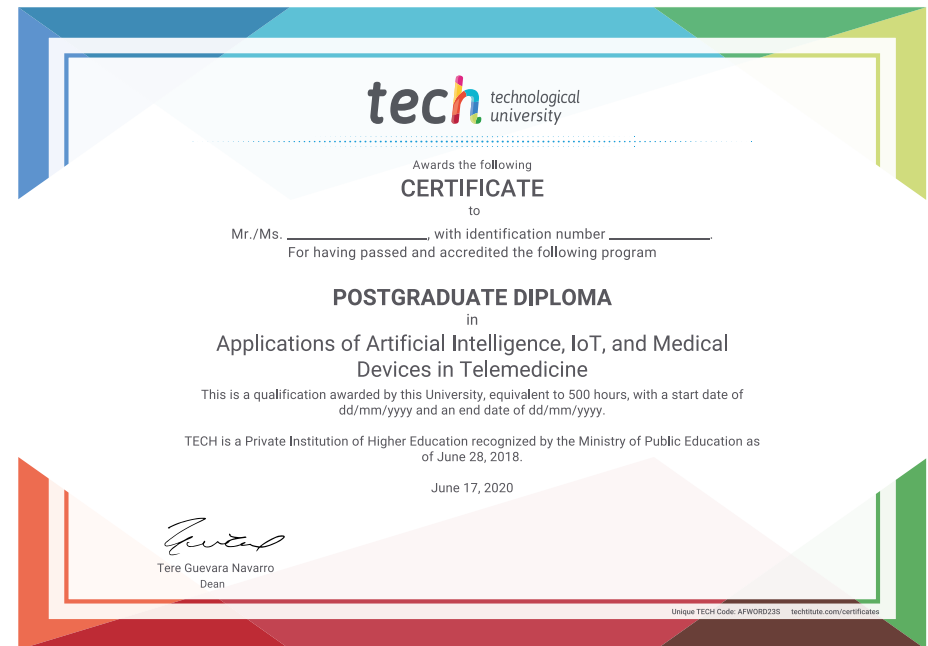 tech technological
university
Awards the following
CERTIFICATE
to
Mr./Ms. ____________________, with identification number ______________.
For having passed and accredited the following program
POSTGRADUATE DIPLOMA
in
Applications of Artificial Intelligence, IoT, and Medical
Devices in Telemedicine
This is a qualification awarded by this University, equivalent to 500 hours, with a start date of
dd/mm/yyyy and an end date of dd/mm/yyyy.
TECH is a Private Institution of Higher Education recognized by the Ministry of Public Education as
of June 28, 2018.
June 17, 2020
Tere Guevara Navarro
Dean
Unique TECH Code: AFWORD23S techtitute.com/certificates